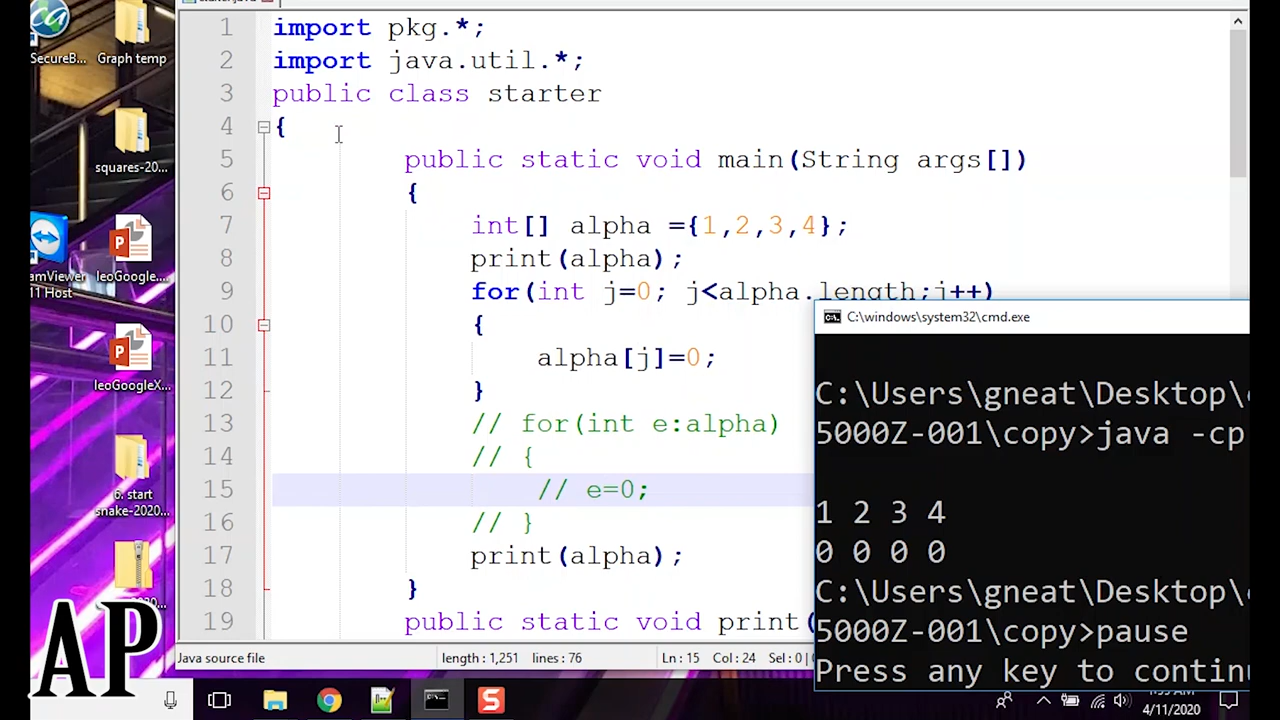 SecureB...
Graph temp
squares-20...
amViewer
11 Host
leoGoogle....
leoGoogleX...
6. start
snake-2020...
AP
1 import pkg.*;
2 import java.util.*;
3 public class starter
4 {
5 public static void main(String args[])
6 {
7 int[] alpha ={1,2,3,4};
8 print(alpha);
9 for(int j=0; j<alpha.length;j++)
10 {
11 alpha[j]=0;
12 }
13 // for(int e:alpha)
14 // {
15 // e=0;
16 // }
17 print(alpha);
18 }
19 public static void print(
C:\windows\system32\cmd.exe
C:\Users\gneat\Desktop\
5000Z-001\copy>java -cp
1 2 3 4
0 0 0 0
C:\Users\gneat\Desktop\
5000Z-001\copy>pause
Press any key to continu
Java source file length : 1,251 lines : 76 Ln : 15 Col : 24 Sel : 0 |
4/11/2020